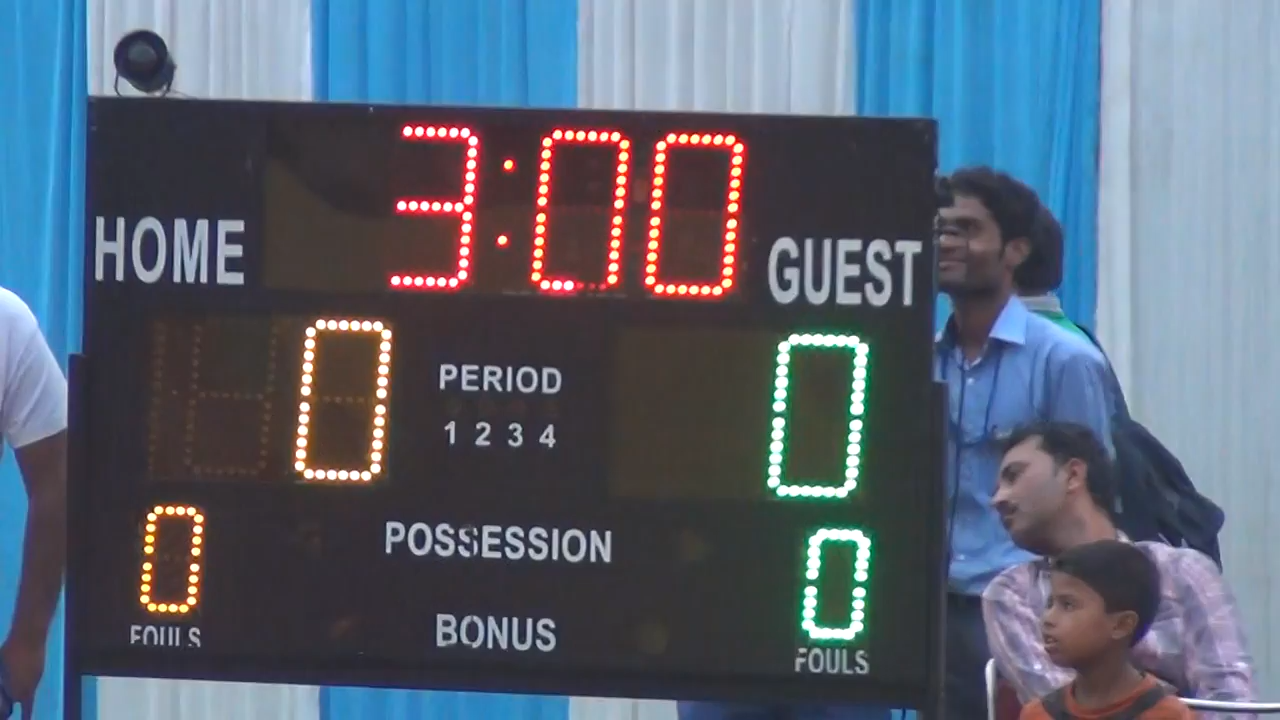 3:00
HOME
GUEST
0
PERIOD
0
1 2 3 4
0
POSSESSION
0
FOULS
BONUS
FOULS